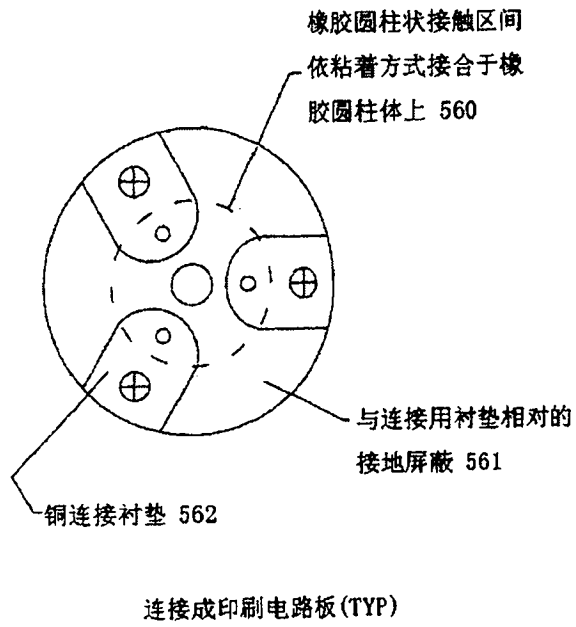 橡胶圆柱状接触区间
依粘着方式接合于橡
胶圆柱体上 560
与连接用衬垫相对的
接地屏蔽 561
铜连接衬垫 562
连接成印刷电路板(TYP)